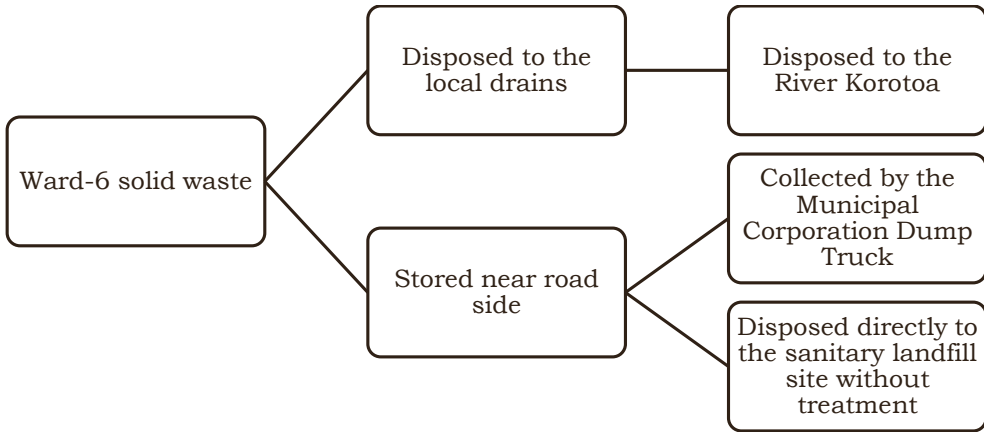 Ward-6 solid waste
Disposed to the
local drains
Disposed to the
River Korotoa
Stored near road
side
Collected by the
Municipal
Corporation Dump
Truck
Disposed directly to
the sanitary landfill
site without
treatment